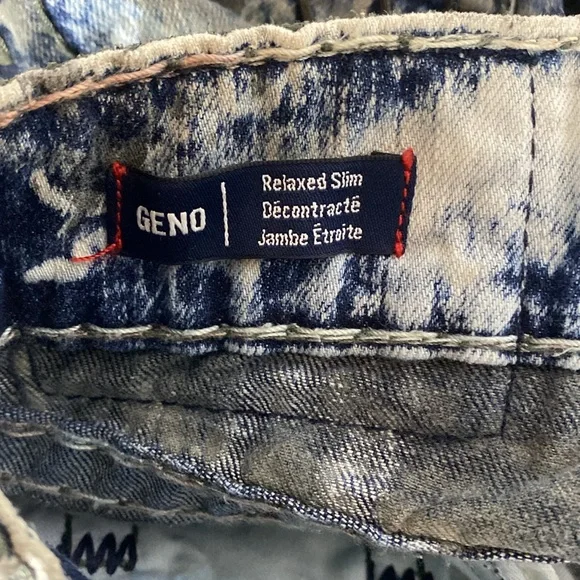 GENO
Relaxed Slim
Décontracté
Jambe Étroite